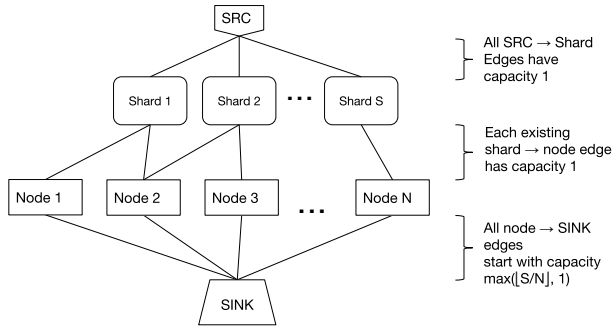 SRC
All SRC → Shard
Edges have
capacity 1
Shard 1
Shard 2
...
Shard S
Each existing
shard → node edge
has capacity 1
Node 1
Node 2
Node 3
...
Node N
All node → SINK
edges
start with capacity
max(⌊S/N⌋, 1)
SINK